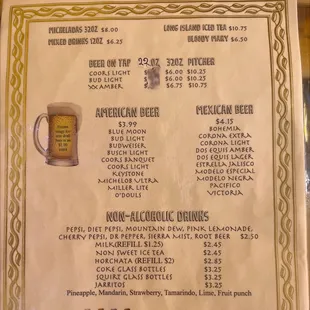 MICHELADAS 32OZ $8.00
LONG ISLAND ICED TEA $10.75
MIXED DRINKS 12OZ $6.25
BLOODY MARY $6.50
BEER ON TAP 22OZ 32OZ PITCHER
COORS LIGHT $6.00 $10.25
BUD LIGHT $6.00 $10.25
XX AMBER $6.75 $10.75
AMERICAN BEER
$3.99
BLUE MOON
BUD LIGHT
BUDWEISER
BUSCH LIGHT
COORS BANQUET
COORS LIGHT
KEYSTONE
MICHELOB ULTRA
MILLER LITE
O'DOULS
MEXICAN BEER
$4.15
BOHEMIA
CORONA EXTRA
CORONA LIGHT
DOS EQUIS AMBER
DOS EQUIS LAGER
ESTRELLA JALISCO
MODELO ESPECIAL
MODELO NEGRA
PACIFICO
VICTORIA
NON-ALCOHOLIC DRINKS
PEPSI, DIET PEPSI, MOUNTAIN DEW, PINK LEMONADE,
CHERRY PEPSI, DR PEPPER, SIERRA MIST, ROOT BEER $2.50
MILK(REFILL $1.25) $2.45
NON SWEET ICE TEA $2.45
HORCHATA (REFILL $2) $2.85
COKE GLASS BOTTLES $3.25
SQUIRT GLASS BOTTLES $3.25
JARRITOS $3.25
Pineapple, Mandarin, Strawberry, Tamarindo, Lime, Fruit punch